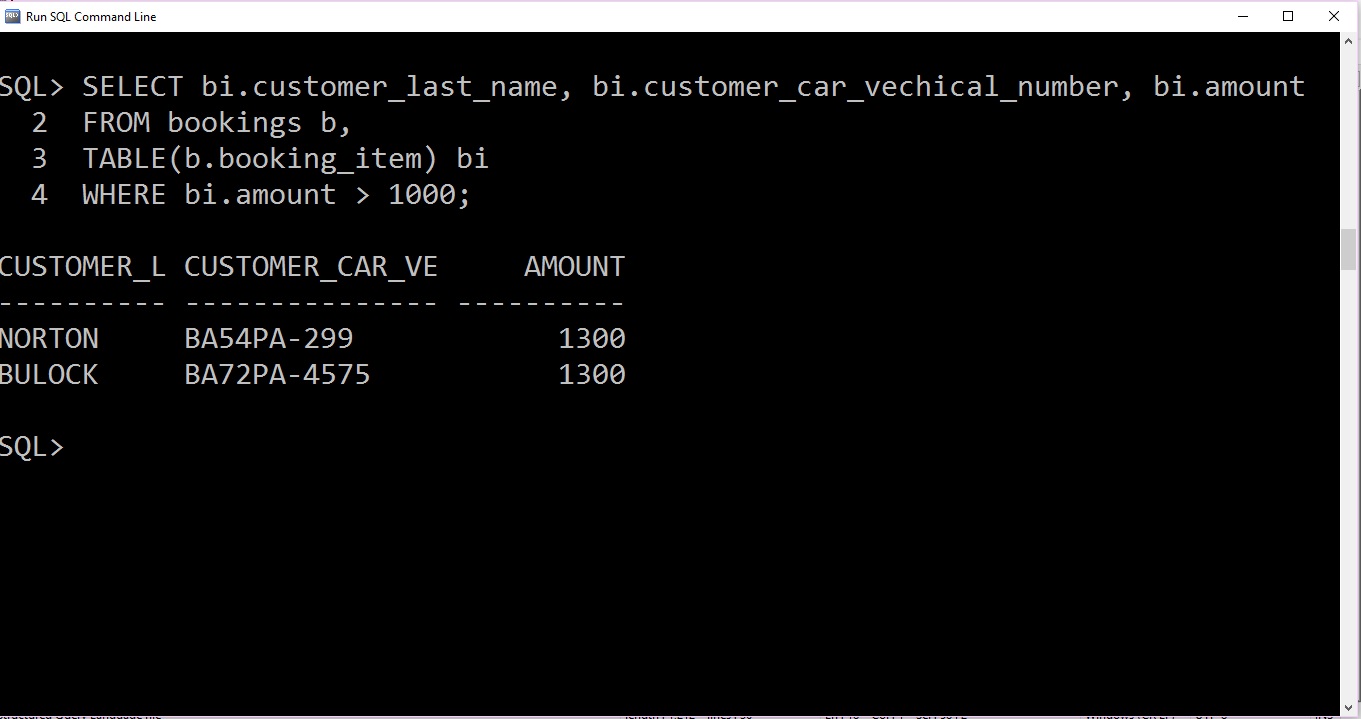 Run SQL Command Line
SQL> SELECT bi.customer_last_name, bi.customer_car_vechical_number, bi.amount
2 FROM bookings b,
3 TABLE(b.booking_item) bi
4 WHERE bi.amount > 1000;
CUSTOMER_L CUSTOMER_CAR_VE AMOUNT
---------- --------------- ----------
NORTON BA54PA-299 1300
BULOCK BA72PA-4575 1300
SQL>